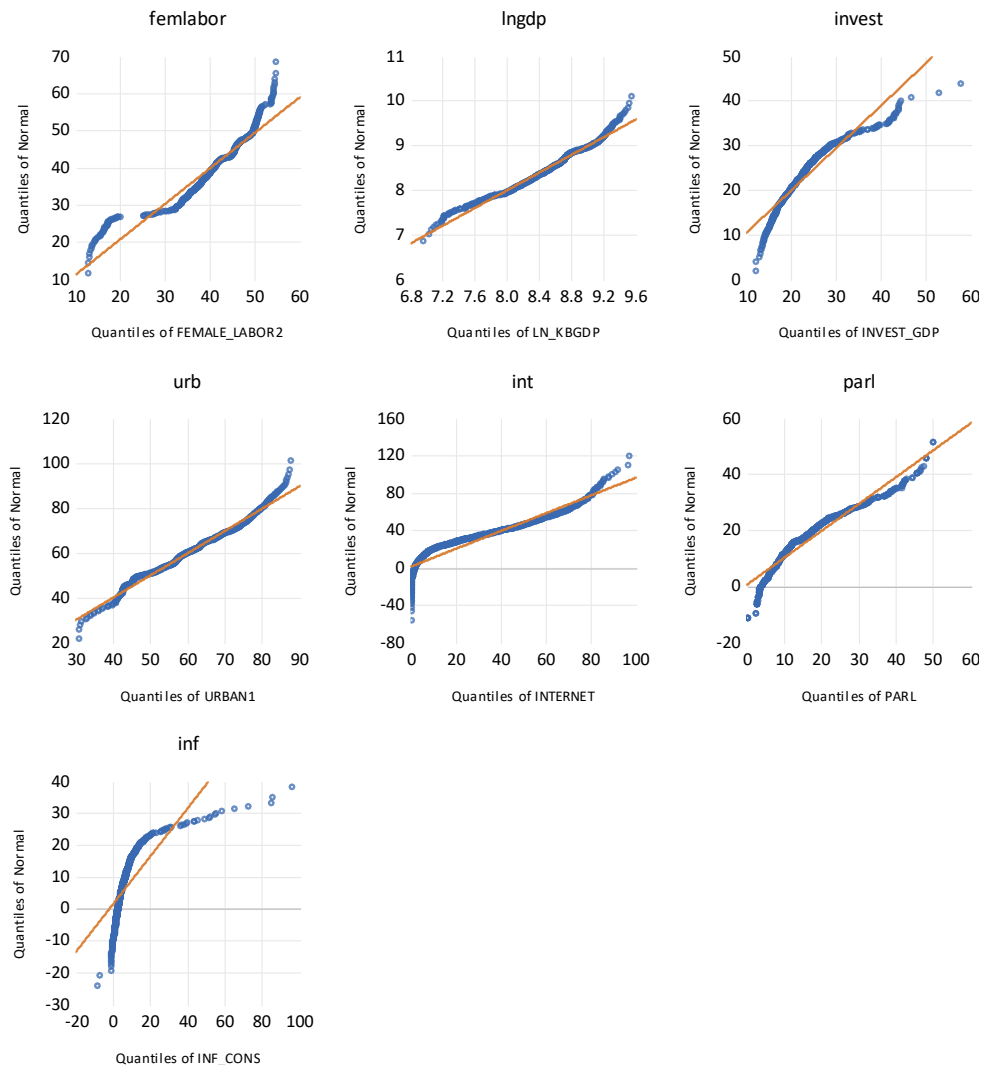 femlabor
Quantiles of Normal
70
60
50
40
30
20
10
10 20 30 40 50 60
Quantiles of FEMALE_LABOR2
lngdp
Quantiles of Normal
11
10
9
8
7
6
6.8 7.2 7.6 8.0 8.4 8.8 9.2 9.6
Quantiles of LN_KBGDP
invest
Quantiles of Normal
50
40
30
20
10
0
10 20 30 40 50 60
Quantiles of INVEST_GDP
urb
Quantiles of Normal
120
100
80
60
40
20
30 40 50 60 70 80 90
Quantiles of URBAN1
int
Quantiles of Normal
160
120
80
40
0
-40
-80
0 20 40 60 80 100
Quantiles of INTERNET
parl
Quantiles of Normal
60
40
20
0
-20
0 10 20 30 40 50 60
Quantiles of PARL
inf
Quantiles of Normal
40
30
20
10
0
-10
-20
-30
-20 0 20 40 60 80 100
Quantiles of INF_CONS